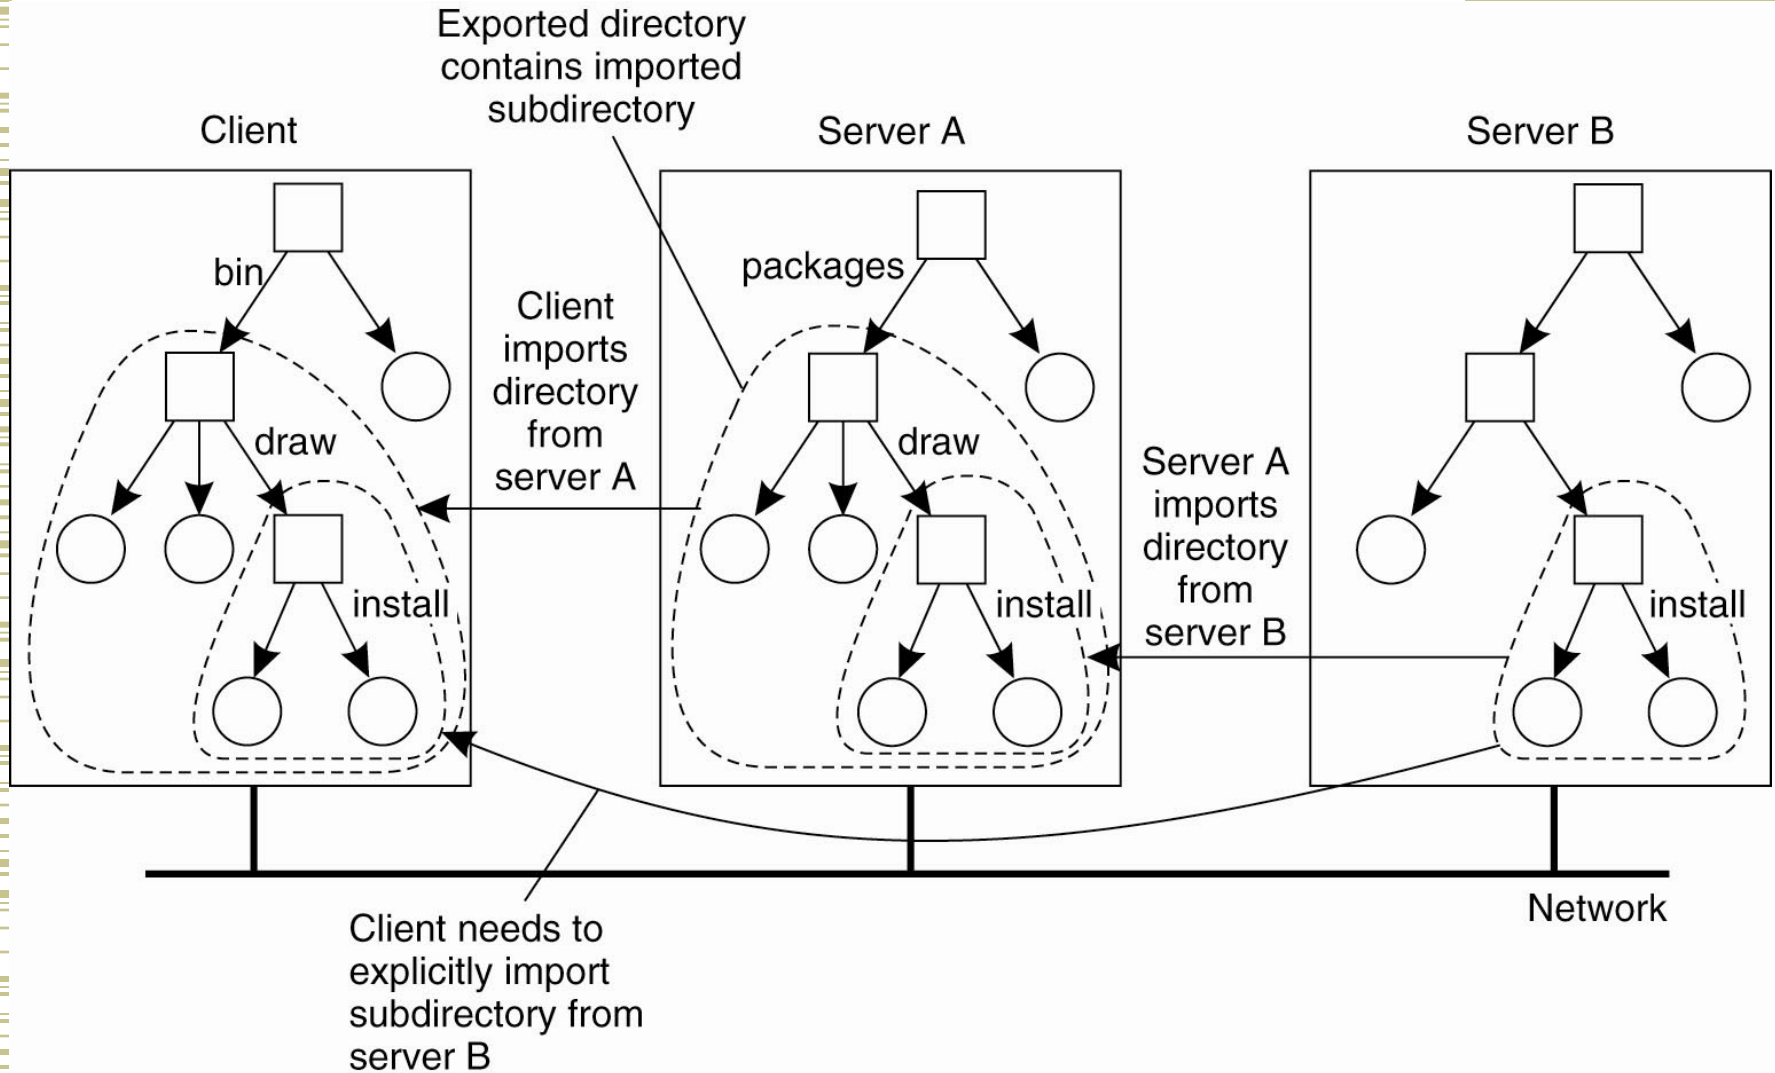 Exported directory
contains imported
subdirectory
Client
Server A
Server B
bin
packages
Client
imports
directory
from
server A
draw
draw
Server A
imports
directory
from
server B
install
install
install
Network
Client needs to
explicitly import
subdirectory from
server B